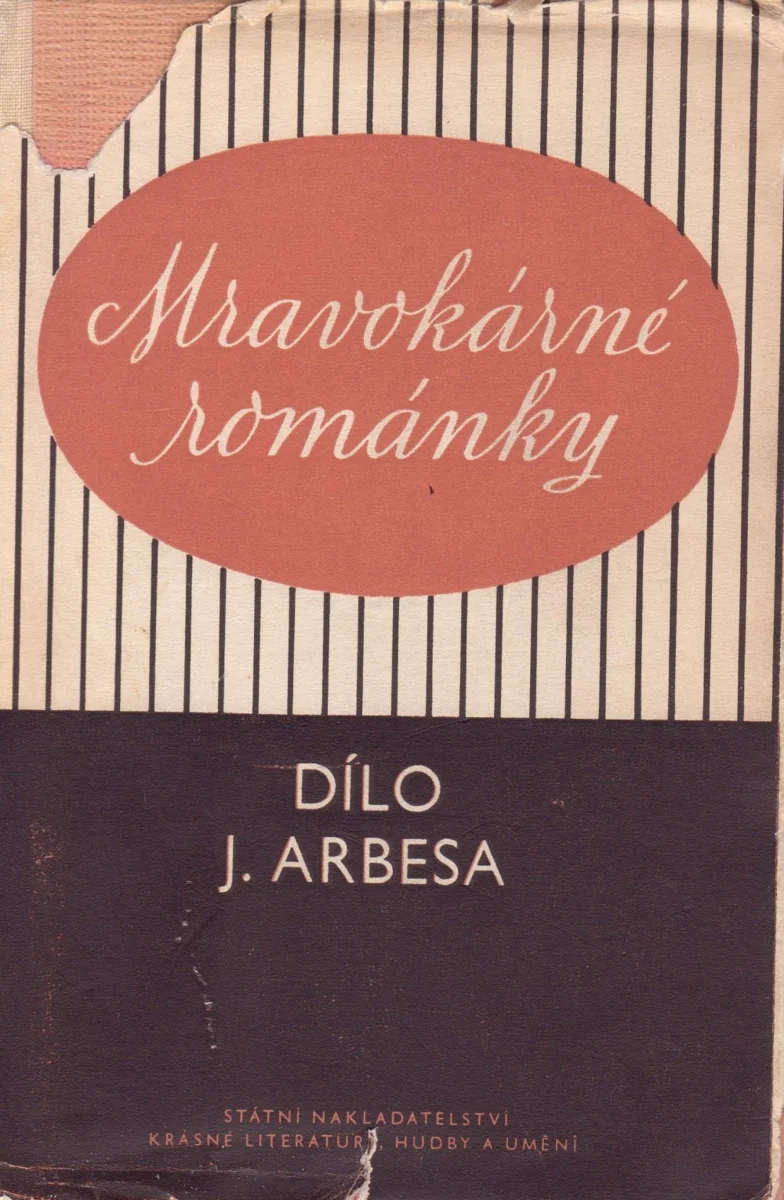 Mravokárné
románky
DÍLO
J. ARBESA
STÁTNÍ NAKLADATELSTVÍ
KRÁSNÉ LITERATURY, HUDBY A UMĚNÍ